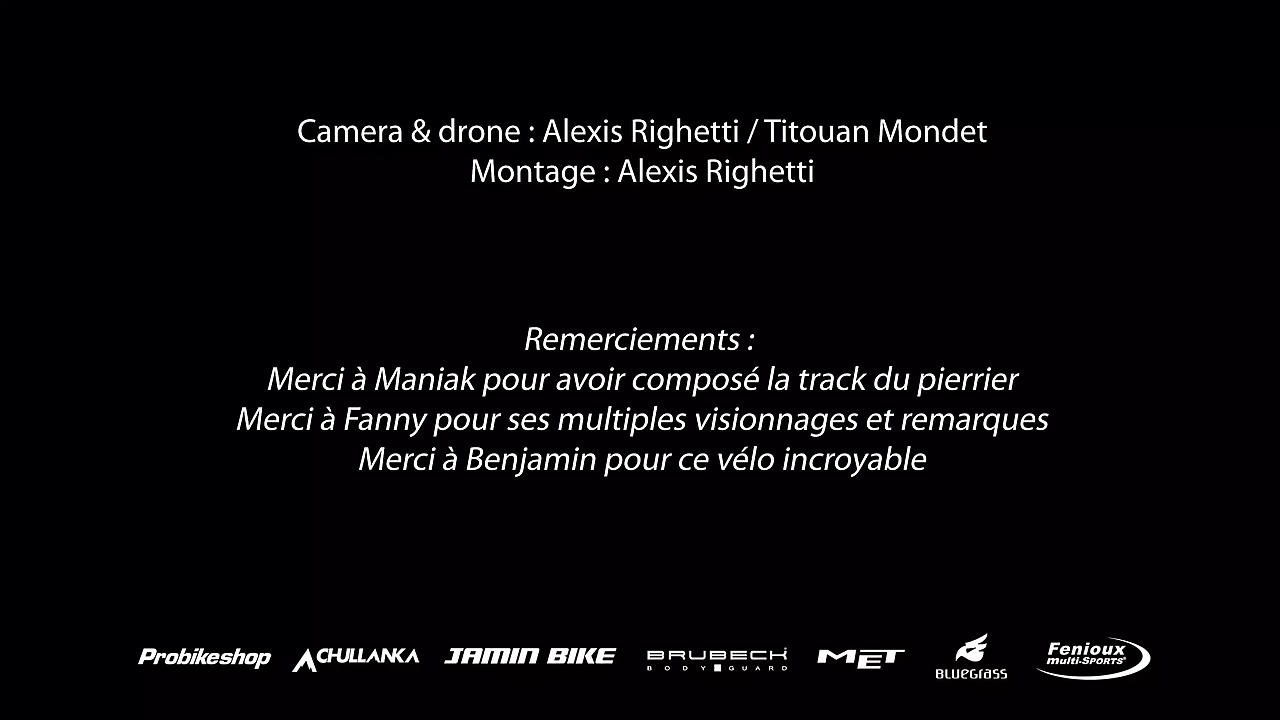 Camera & drone : Alexis Righetti / Titouan Mondet
Montage : Alexis Righetti
Remerciements :
Merci à Maniak pour avoir composé la track du pierrier
Merci à Fanny pour ses multiples visionnages et remarques
Merci à Benjamin pour ce vélo incroyable
Probikeshop
CHULLANKA
JAMIN BIKE
BRUBECK
BODY GUARD
MET
BLUEGRASS
Fenioux
multi-SPORTS